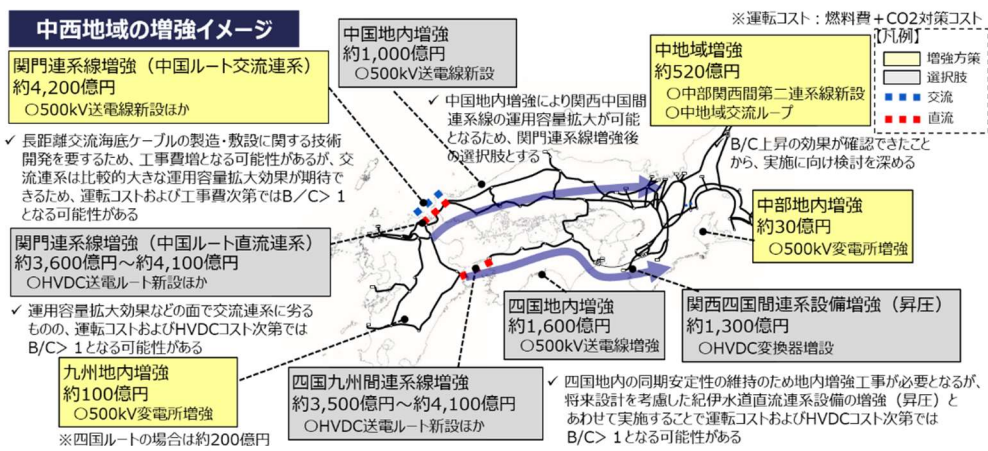 中西地域の増強イメージ
※運転コスト：燃料費＋CO2対策コスト
【凡例】
増強方策
選択肢
交流
直流
関門連系線増強（中国ルート交流連系）
約4,200億円
○500kV送電線新設ほか
✓ 長距離交流海底ケーブルの製造・敷設に関する技術
開発を要するため、工事費増となる可能性があるが、交
流連系は比較的大きな運用容量拡大効果が期待で
きるため、運転コストおよび工事費次第ではB／C＞1
となる可能性がある
中国地内増強
約1,000億円
○500kV送電線新設
✓ 中国地内増強により関西中国間
連系線の運用容量拡大が可能
となるため、関門連系線増強後
の選択肢とする
中地域増強
約520億円
○中部関西間第二連系線新設
○中地域交流ループ
✓ B/C上昇の効果が確認できたこと
から、実施に向け検討を深める
中部地内増強
約30億円
○500kV変電所増強
関門連系線増強（中国ルート直流連系）
約3,600億円～約4,100億円
○HVDC送電ルート新設ほか
✓ 運用容量拡大効果などの面で交流連系に劣る
ものの、運転コストおよびHVDCコスト次第では
B/C＞1となる可能性がある
九州地内増強
約100億円
○500kV変電所増強
※四国ルートの場合は約200億円
四国九州間連系線増強
約3,500億円～約4,100億円
○HVDC送電ルート新設ほか
四国地内増強
約1,600億円
○500kV送電線増強
関西四国間連系設備増強（昇圧）
約1,300億円
○HVDC変換器増設
✓ 四国地内の同期安定性の維持のため地内増強工事が必要となるが、
将来設計を考慮した紀伊水道直流連系設備の増強（昇圧）と
あわせて実施することで運転コストおよびHVDCコスト次第では
B/C＞1となる可能性がある